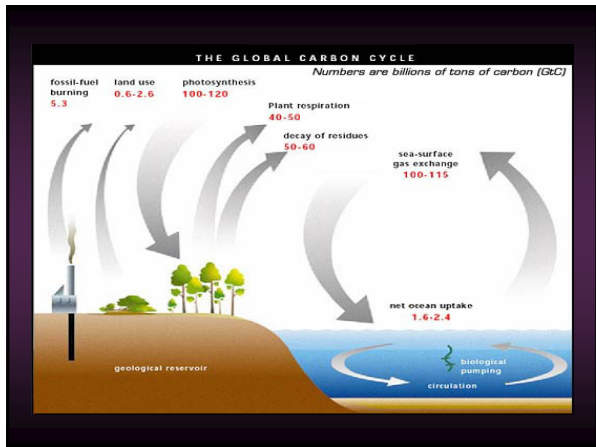 THE GLOBAL CARBON CYCLE
Numbers are billions of tons of carbon (GtC)
fossil-fuel
burning
5.3
land use
0.6-2.6
photosynthesis
100-120
Plant respiration
40-50
decay of residues
50-60
sea-surface
gas exchange
100-115
net ocean uptake
1.6-2.4
geological reservoir
biological
pumping
circulation